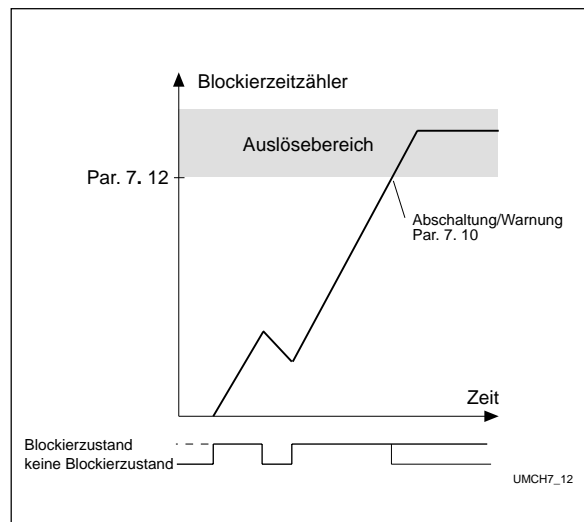 Blockierzeitzähler
Auslösebereich
Par. 7. 12
Abschaltung/Warnung
Par. 7. 10
Zeit
Blockierzustand
keine Blockierzustand
UMCH7_12